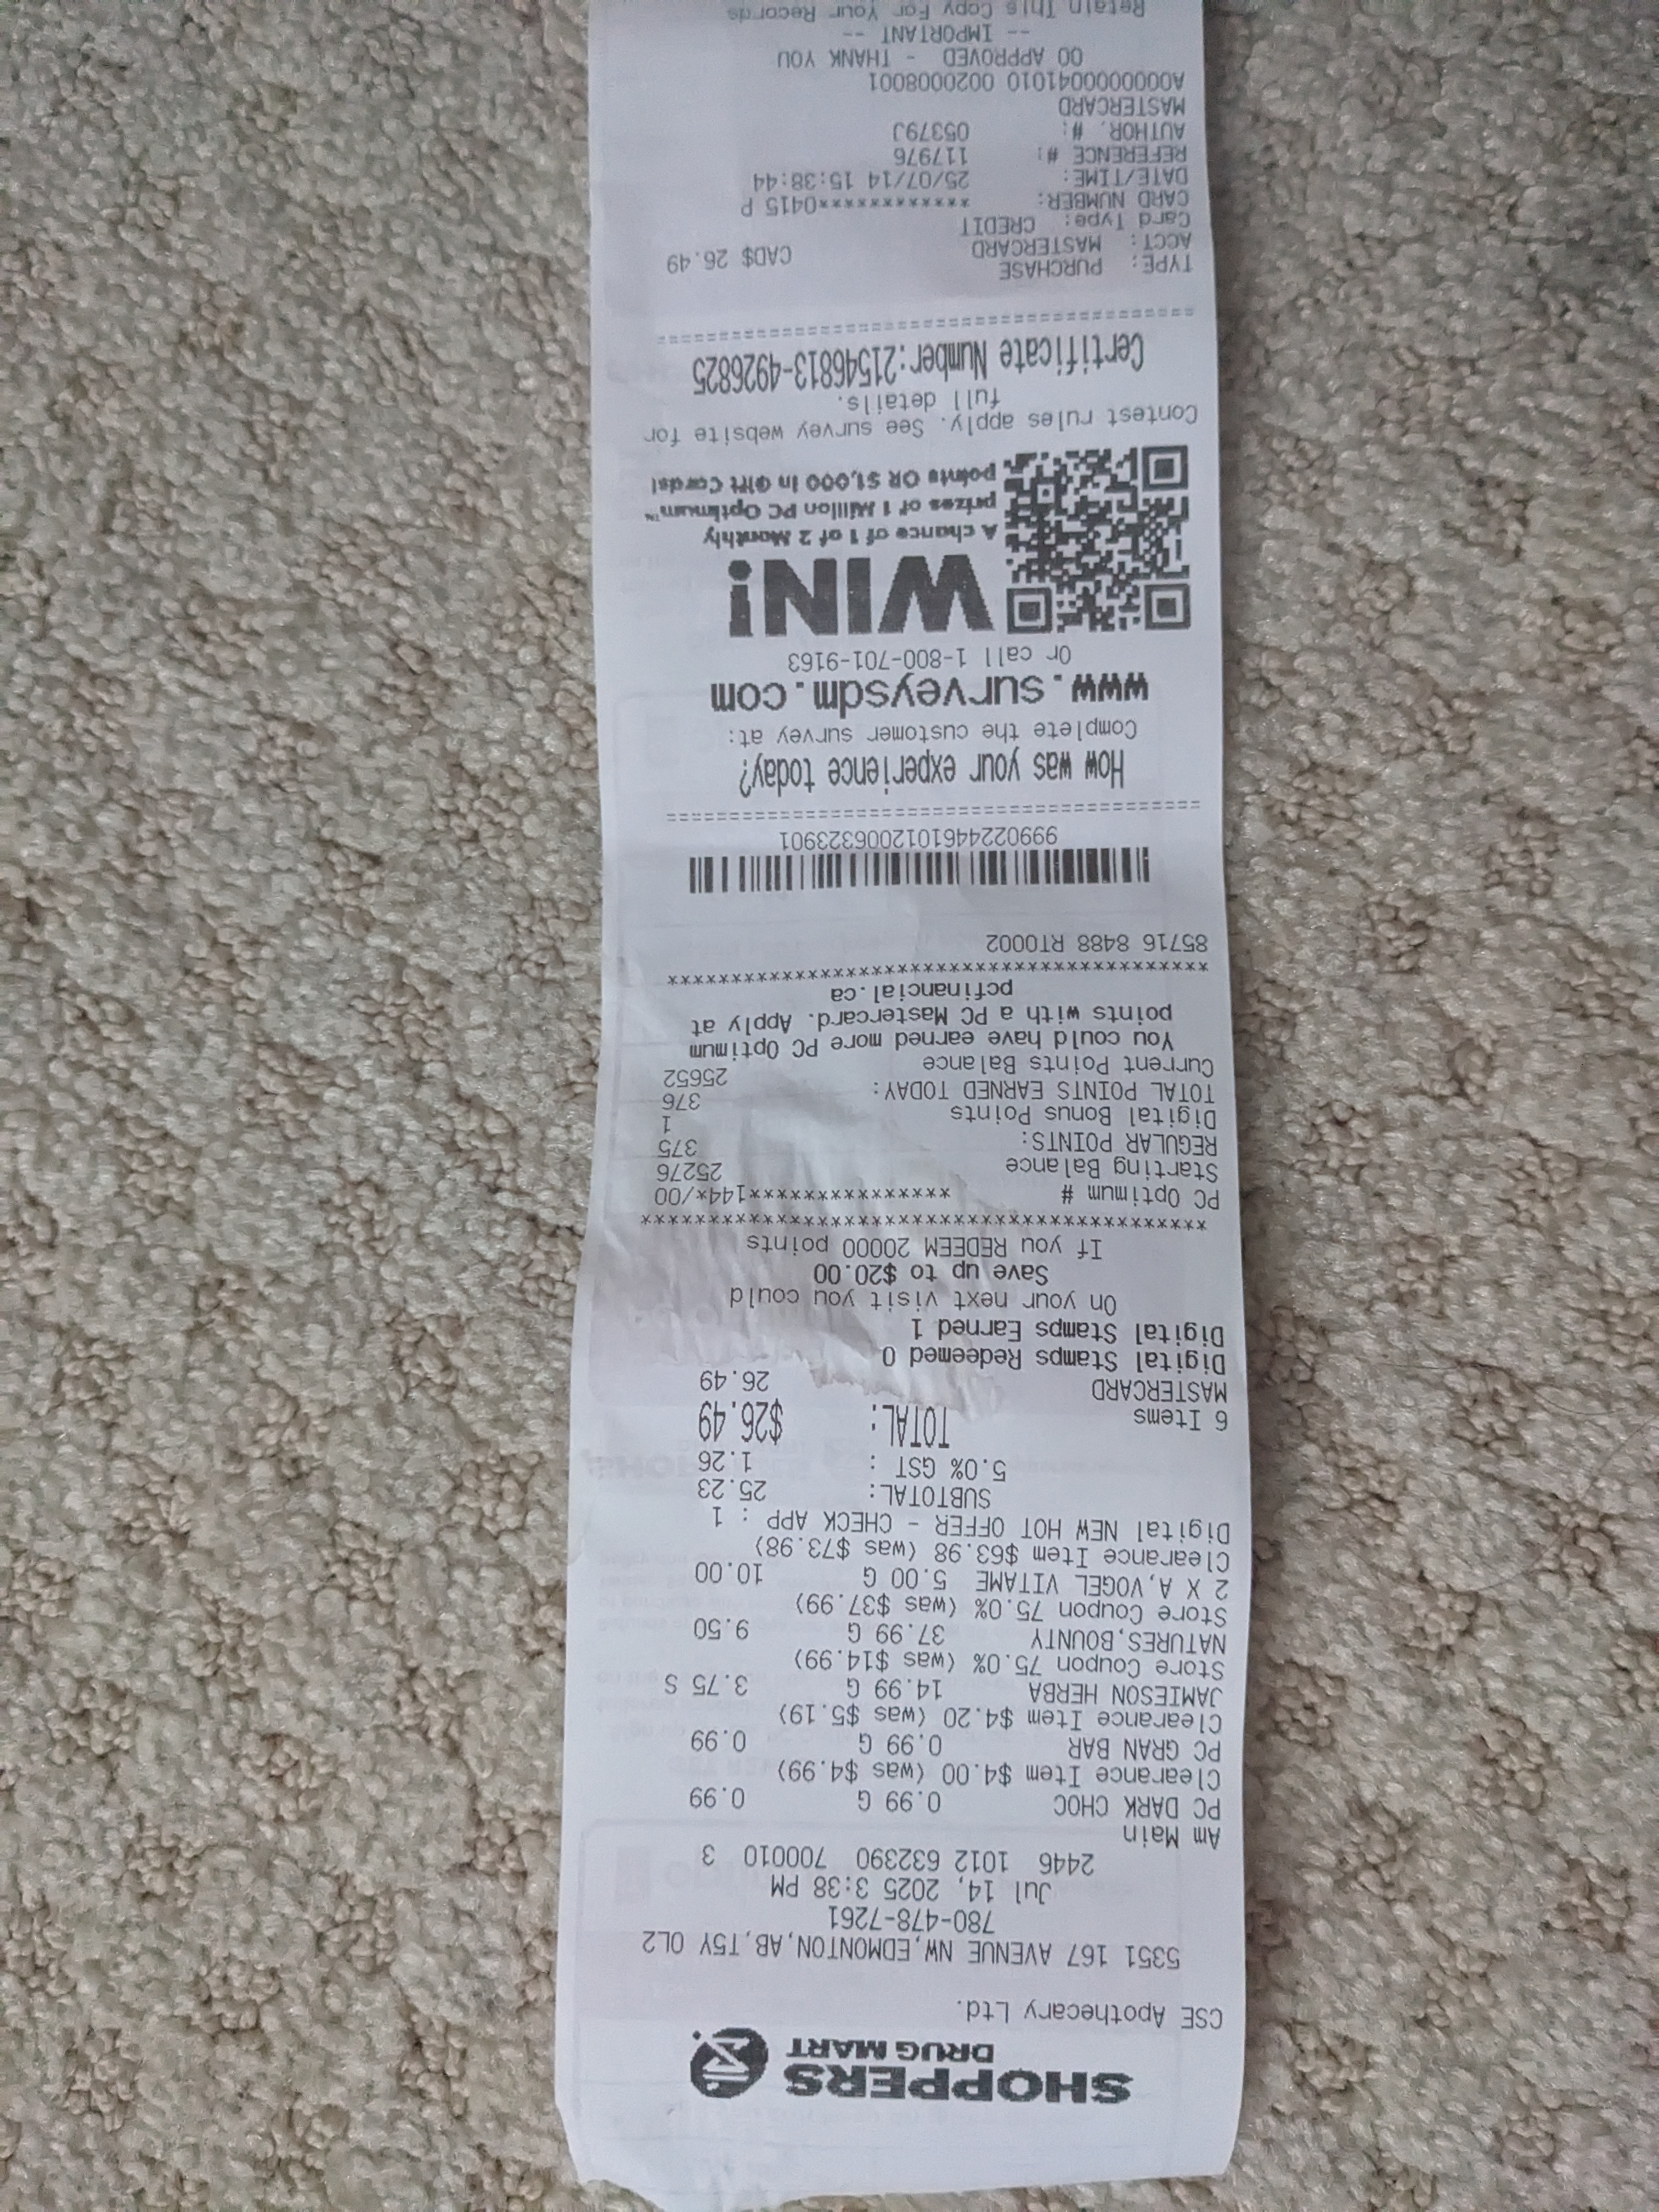 SHOPPERS
DRUG MART
CSE Apothecary Ltd.
5351 167 AVENUE NW,EDMONTON,AB,T5Y 0L2
780-478-7261
Jul 14, 2025 3:38 PM
2446 1012 632390 700010 3
Am Main
PC DARK CHOC 0.99 G 0.99
Clearance Item $4.00 (was $4.99)
PC GRAN BAR 0.99 G 0.99
Clearance Item $4.20 (was $5.19)
JAMIESON HERBA 14.99 G 3.75 S
Store Coupon 75.0% (was $14.99)
NATURES,BOUNTY 37.99 G 9.50
Store Coupon 75.0% (was $37.99)
2 X A,VOGEL VITAME 5.00 G 10.00
Clearance Item $63.98 (was $73.98)
Digital NEW HOT OFFER - CHECK APP : 1
SUBTOTAL: 25.23
5.0% GST : 1.26
TOTAL: $26.49
6 Items
MASTERCARD 26.49
Digital Stamps Redeemed 0
Digital Stamps Earned 1
On your next visit you could
Save up to $20.00
If you REDEEM 20000 points
********************************************
PC Optimum # ****************144*/00
Starting Balance 25276
REGULAR POINTS: 375
Digital Bonus Points 1
TOTAL POINTS EARNED TODAY: 376
Current Points Balance 25652
You could have earned more PC Optimum
points with a PC Mastercard. Apply at
pcfinancial.ca
******************************************
85716 8488 RT0002
9990224461012006323901
==========================================
How was your experience today?
Complete the customer survey at:
www.surveysdm.com
Or call 1-800-701-9163
WIN!
A chance of 1 of 2 Monthly
prizes of 1 Million PC Optimum™
points OR $1,000 in Gift Cards!
Contest rules apply. See survey website for
full details.
Certificate Number:21546813-4926825
==========================================
TYPE: PURCHASE
ACCT: MASTERCARD CAD$ 26.49
Card Type: CREDIT
CARD NUMBER: ************0415 P
DATE/TIME: 25/07/14 15:38:44
REFERENCE #: 117976
AUTHOR. #: 05379J
MASTERCARD
A0000000041010 0020008001
00 APPROVED - THANK YOU
-- IMPORTANT --
Retain This Copy For Your Records